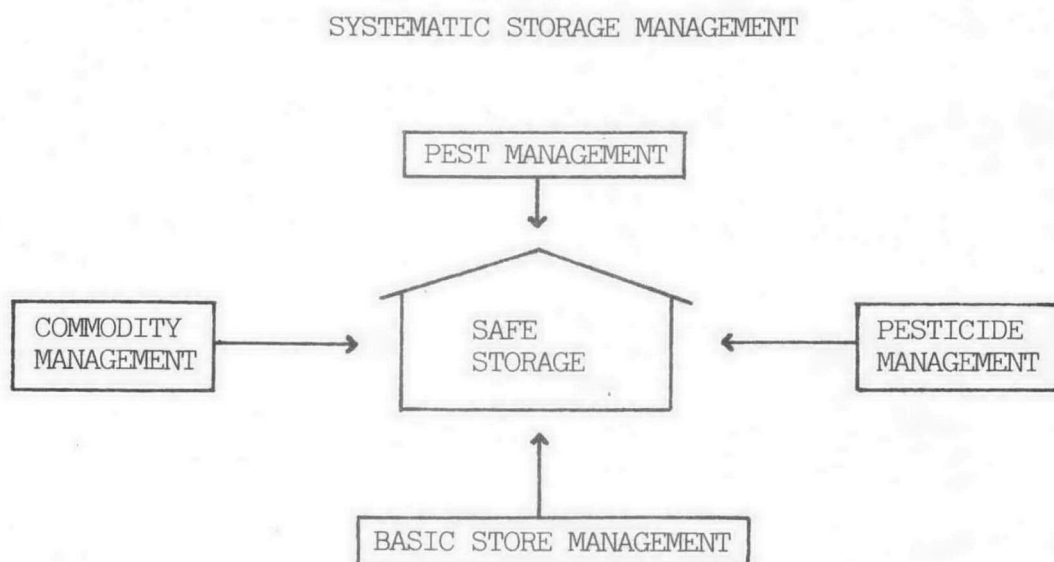 SYSTEMATIC STORAGE MANAGEMENT
PEST MANAGEMENT
COMMODITY
MANAGEMENT
SAFE
STORAGE
PESTICIDE
MANAGEMENT
BASIC STORE MANAGEMENT